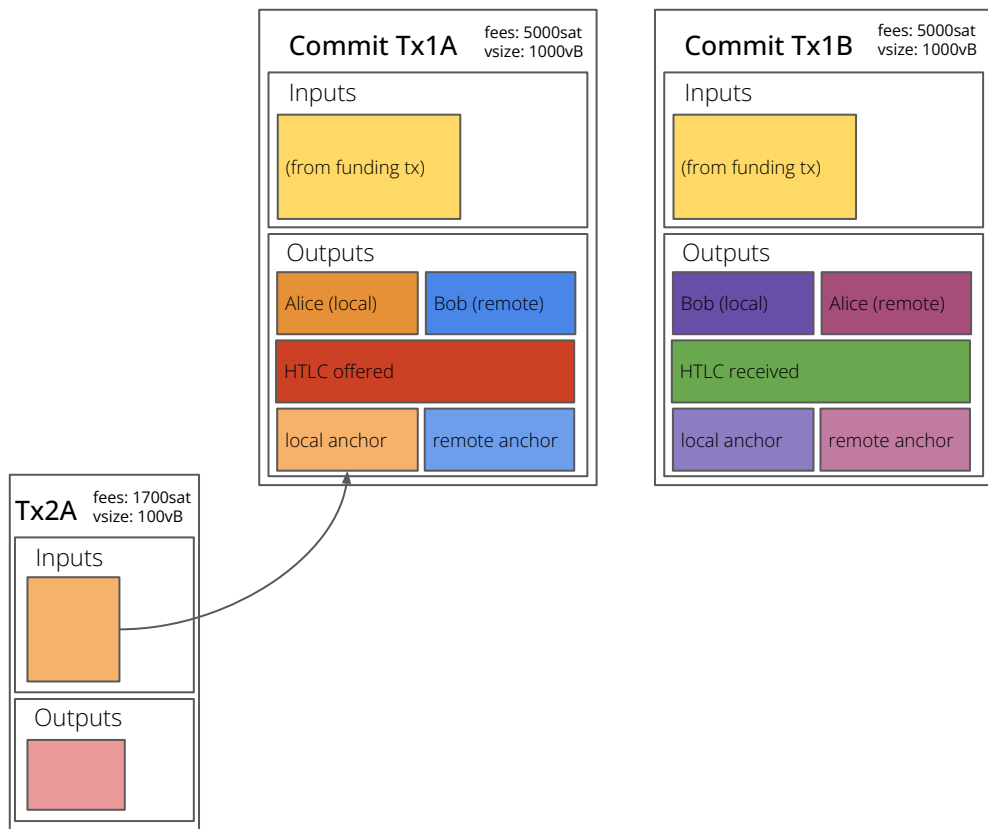 Commit Tx1A
fees: 5000sat
vsize: 1000vB
Inputs
(from funding tx)
Outputs
Alice (local)
Bob (remote)
HTLC offered
local anchor
remote anchor
Commit Tx1B
fees: 5000sat
vsize: 1000vB
Inputs
(from funding tx)
Outputs
Bob (local)
Alice (remote)
HTLC received
local anchor
remote anchor
Tx2A
fees: 1700sat
vsize: 100vB
Inputs
Outputs